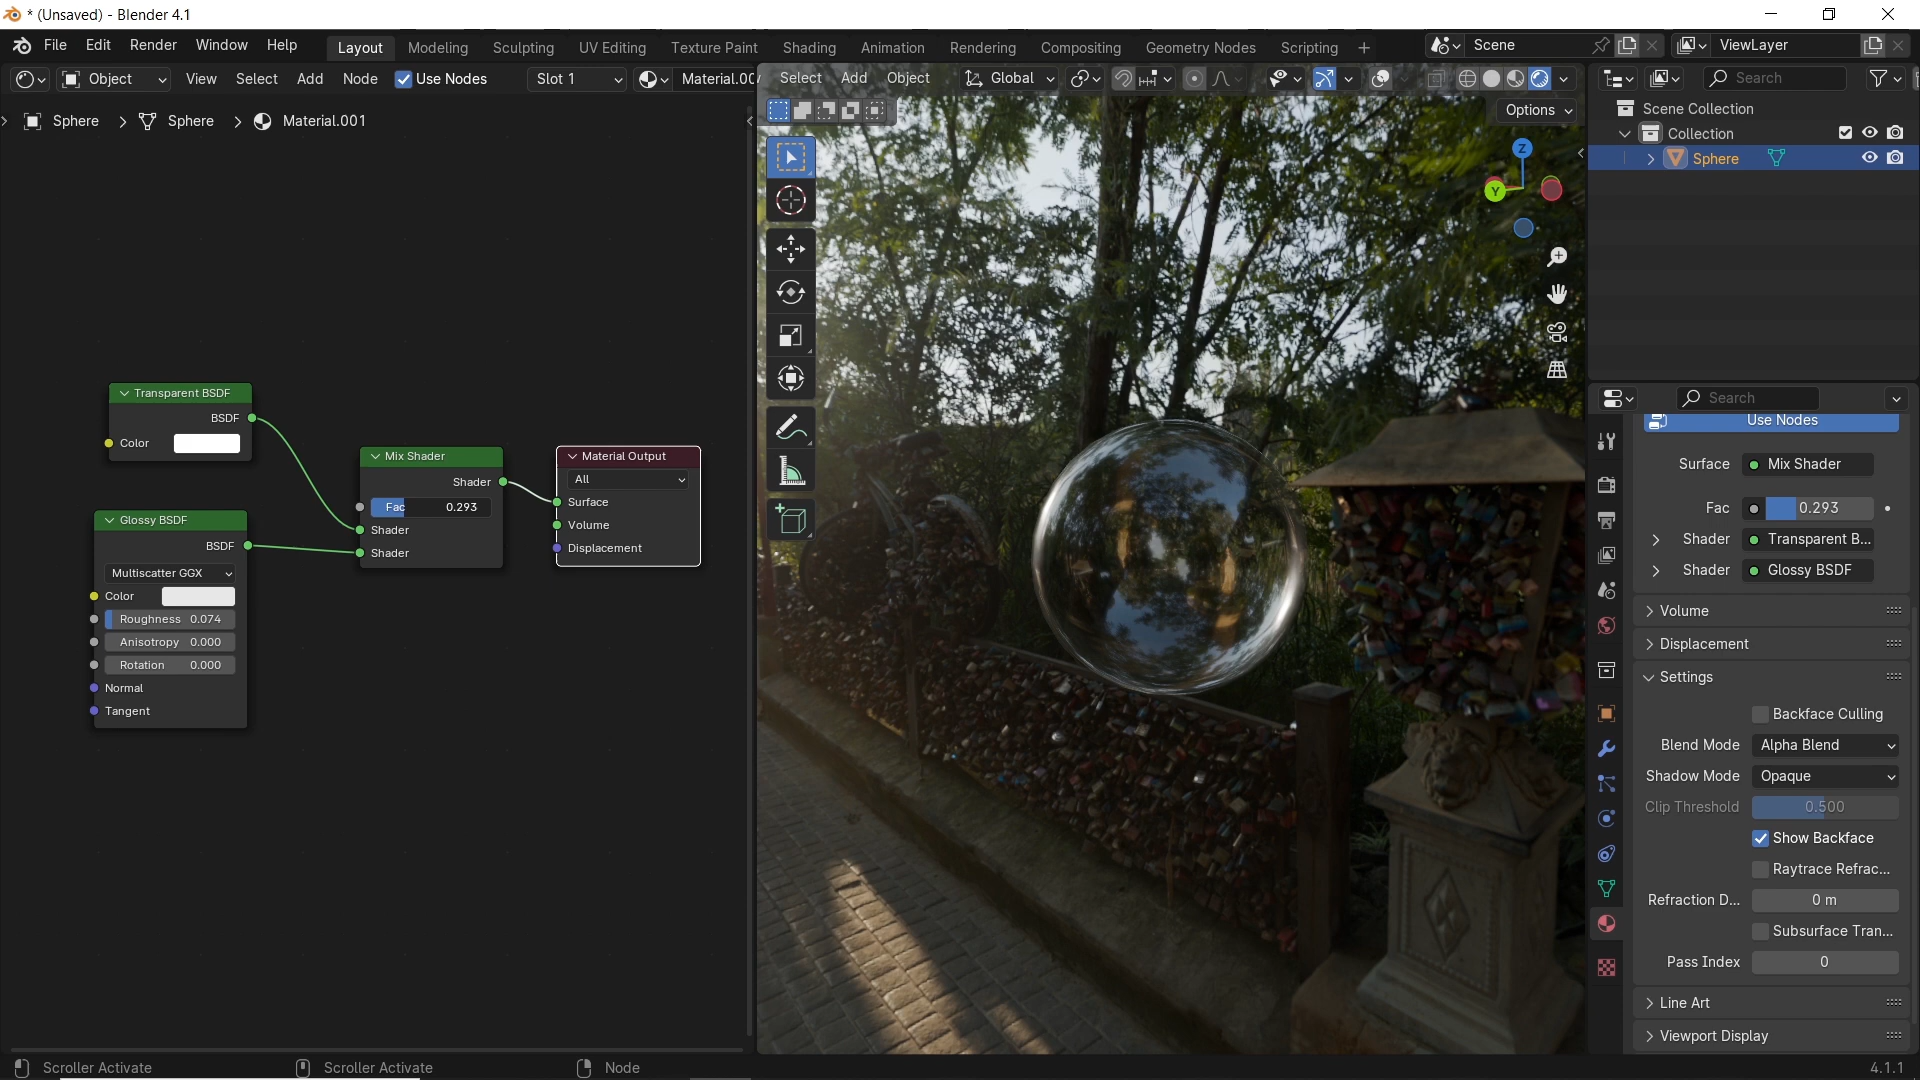 * (Unsaved) - Blender 4.1
File Edit Render Window Help Layout Modeling Sculpting UV Editing Texture Paint Shading Animation Rendering Compositing Geometry Nodes Scripting + Scene ViewLayer
Object View Select Add Node Use Nodes Slot 1 Material.00
Select Add Object Global
Search
Options
Sphere > Sphere > Material.001
Scene Collection
Collection
Sphere
Z
Y
Transparent BSDF
BSDF
Color
Glossy BSDF
BSDF
Multiscatter GGX
Color
Roughness 0.074
Anisotropy 0.000
Rotation 0.000
Normal
Tangent
Mix Shader
Shader
Fac 0.293
Shader
Shader
Material Output
All
Surface
Volume
Displacement
Search
Use Nodes
Surface Mix Shader
Fac 0.293
Shader Transparent B...
Shader Glossy BSDF
Volume
Displacement
Settings
Backface Culling
Blend Mode Alpha Blend
Shadow Mode Opaque
Clip Threshold 0.500
Show Backface
Raytrace Refrac...
Refraction D... 0 m
Subsurface Tran...
Pass Index 0
Line Art
Viewport Display
Scroller Activate Scroller Activate Node 4.1.1